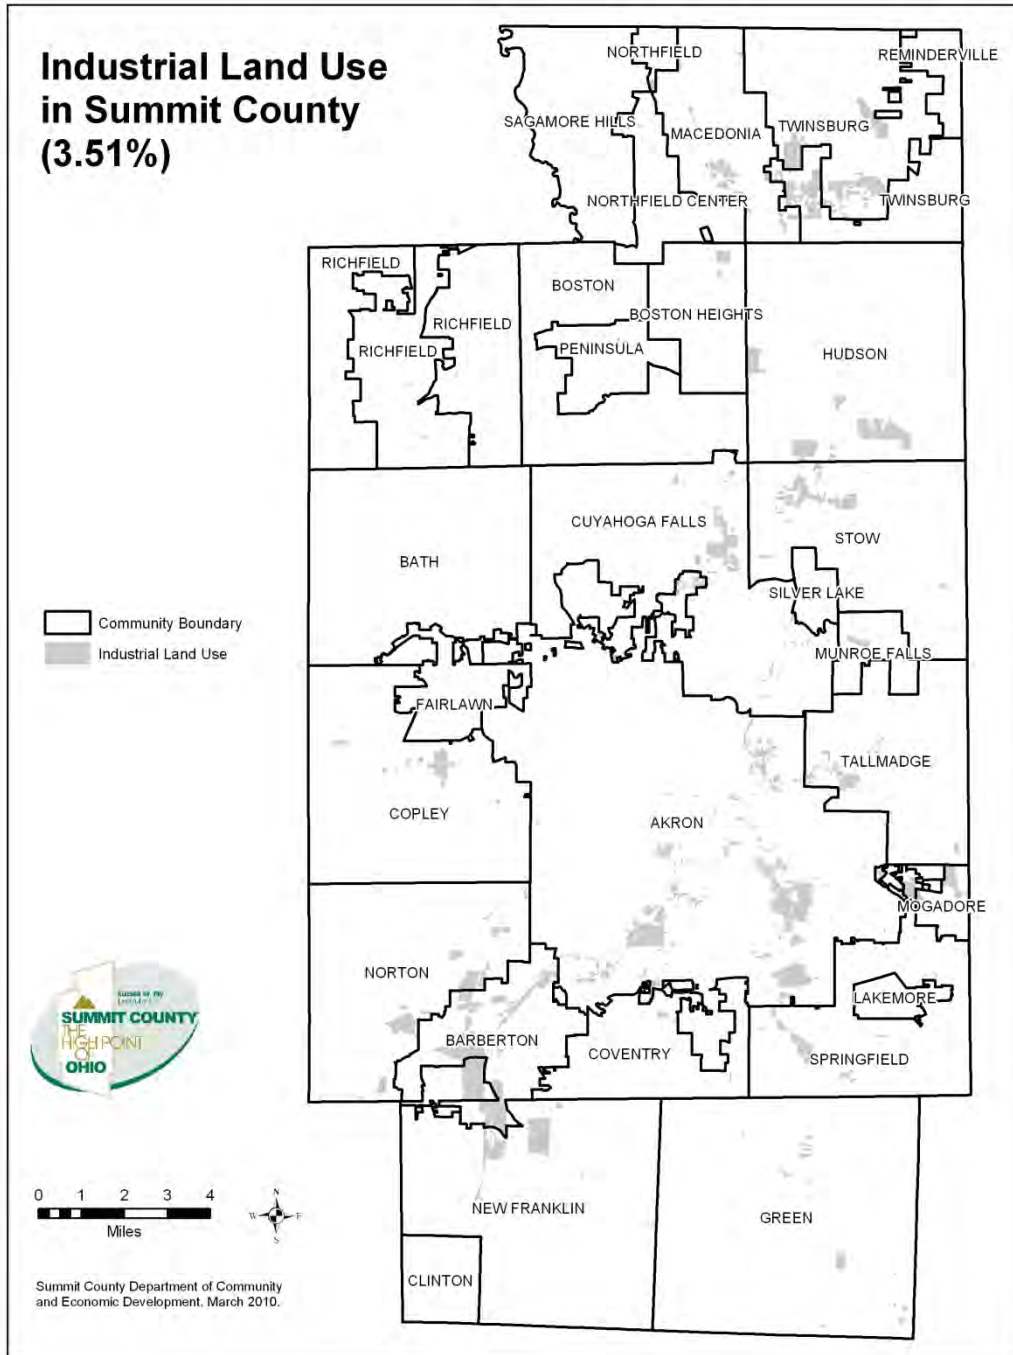 Industrial Land Use
in Summit County
(3.51%)
NORTHFIELD
REMINDERVILLE
SAGAMORE HILLS
MACEDONIA
TWINSBURG
NORTHFIELD CENTER
TWINSBURG
RICHFIELD
BOSTON
RICHFIELD
BOSTON HEIGHTS
RICHFIELD
PENINSULA
HUDSON
CUYAHOGA FALLS
STOW
BATH
SILVER LAKE
Community Boundary
Industrial Land Use
MUNROE FALLS
FAIRLAWN
TALLMADGE
COPLEY
AKRON
MOGADORE
NORTON
LAKEMORE
SUMMIT COUNTY
THE
HIGH POINT
OF
OHIO
BARBERTON
COVENTRY
SPRINGFIELD
0 1 2 3 4
Miles
N
W E
S
NEW FRANKLIN
GREEN
CLINTON
Summit County Department of Community
and Economic Development, March 2010.